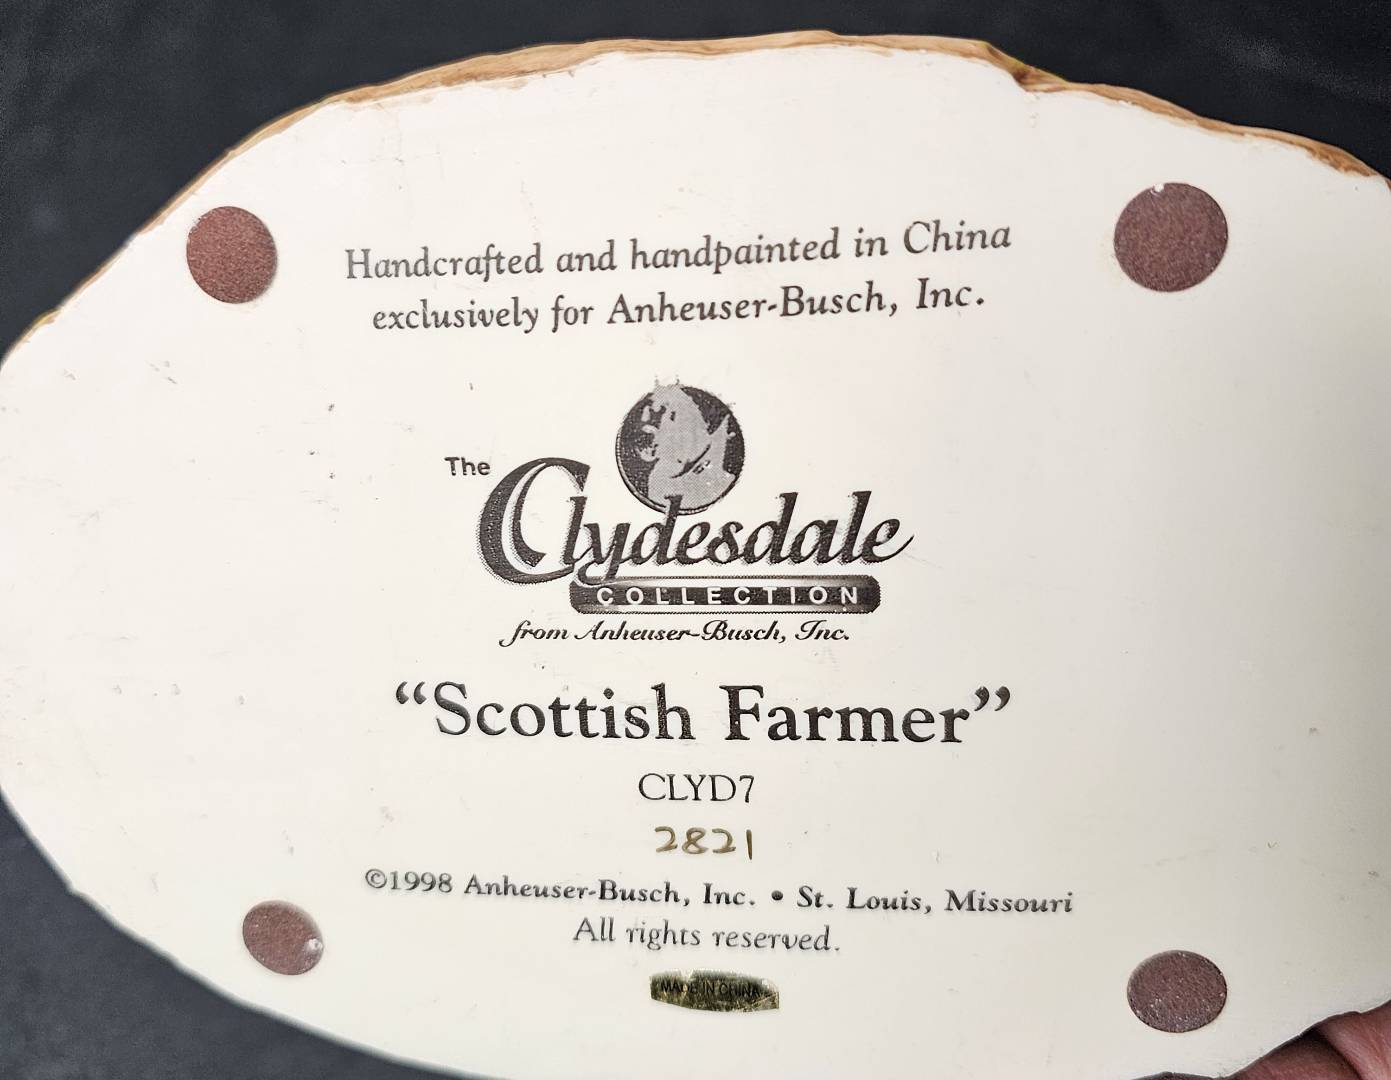 Handcrafted and handpainted in China
exclusively for Anheuser-Busch, Inc.
The
Clydesdale
COLLECTION
from Anheuser-Busch, Inc.
“Scottish Farmer”
CLYD7
2821
©1998 Anheuser-Busch, Inc. • St. Louis, Missouri
All rights reserved.
MADE IN CHINA